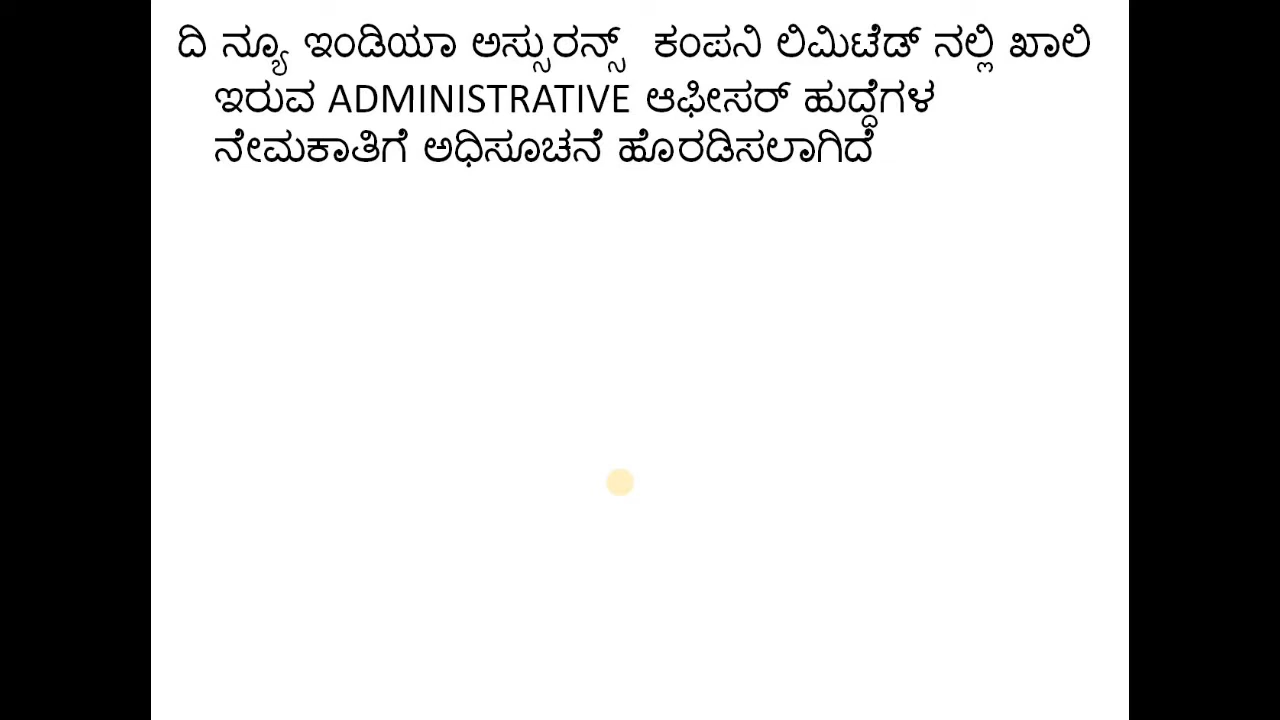 ದಿ ನ್ಯೂ ಇಂಡಿಯಾ ಅಸ್ಸುರನ್ಸ್ ಕಂಪನಿ ಲಿಮಿಟೆಡ್ ನಲ್ಲಿ ಖಾಲಿ
ಇರುವ ADMINISTRATIVE ಆಫೀಸರ್ ಹುದ್ದೆಗಳ
ನೇಮಕಾತಿಗೆ ಅಧಿಸೂಚನೆ ಹೊರಡಿಸಲಾಗಿದೆ